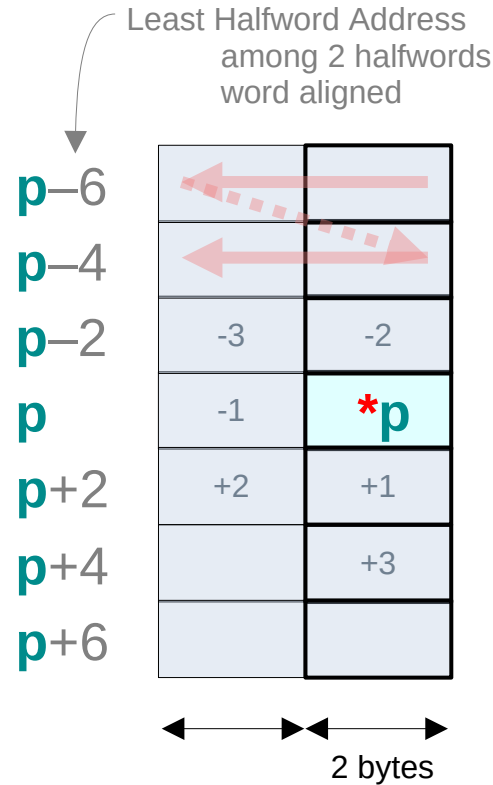 Least Halfword Address
among 2 halfwords
word aligned
p–6
p–4
p–2 -3 -2
p -1 *p
p+2 +2 +1
p+4 +3
p+6
2 bytes